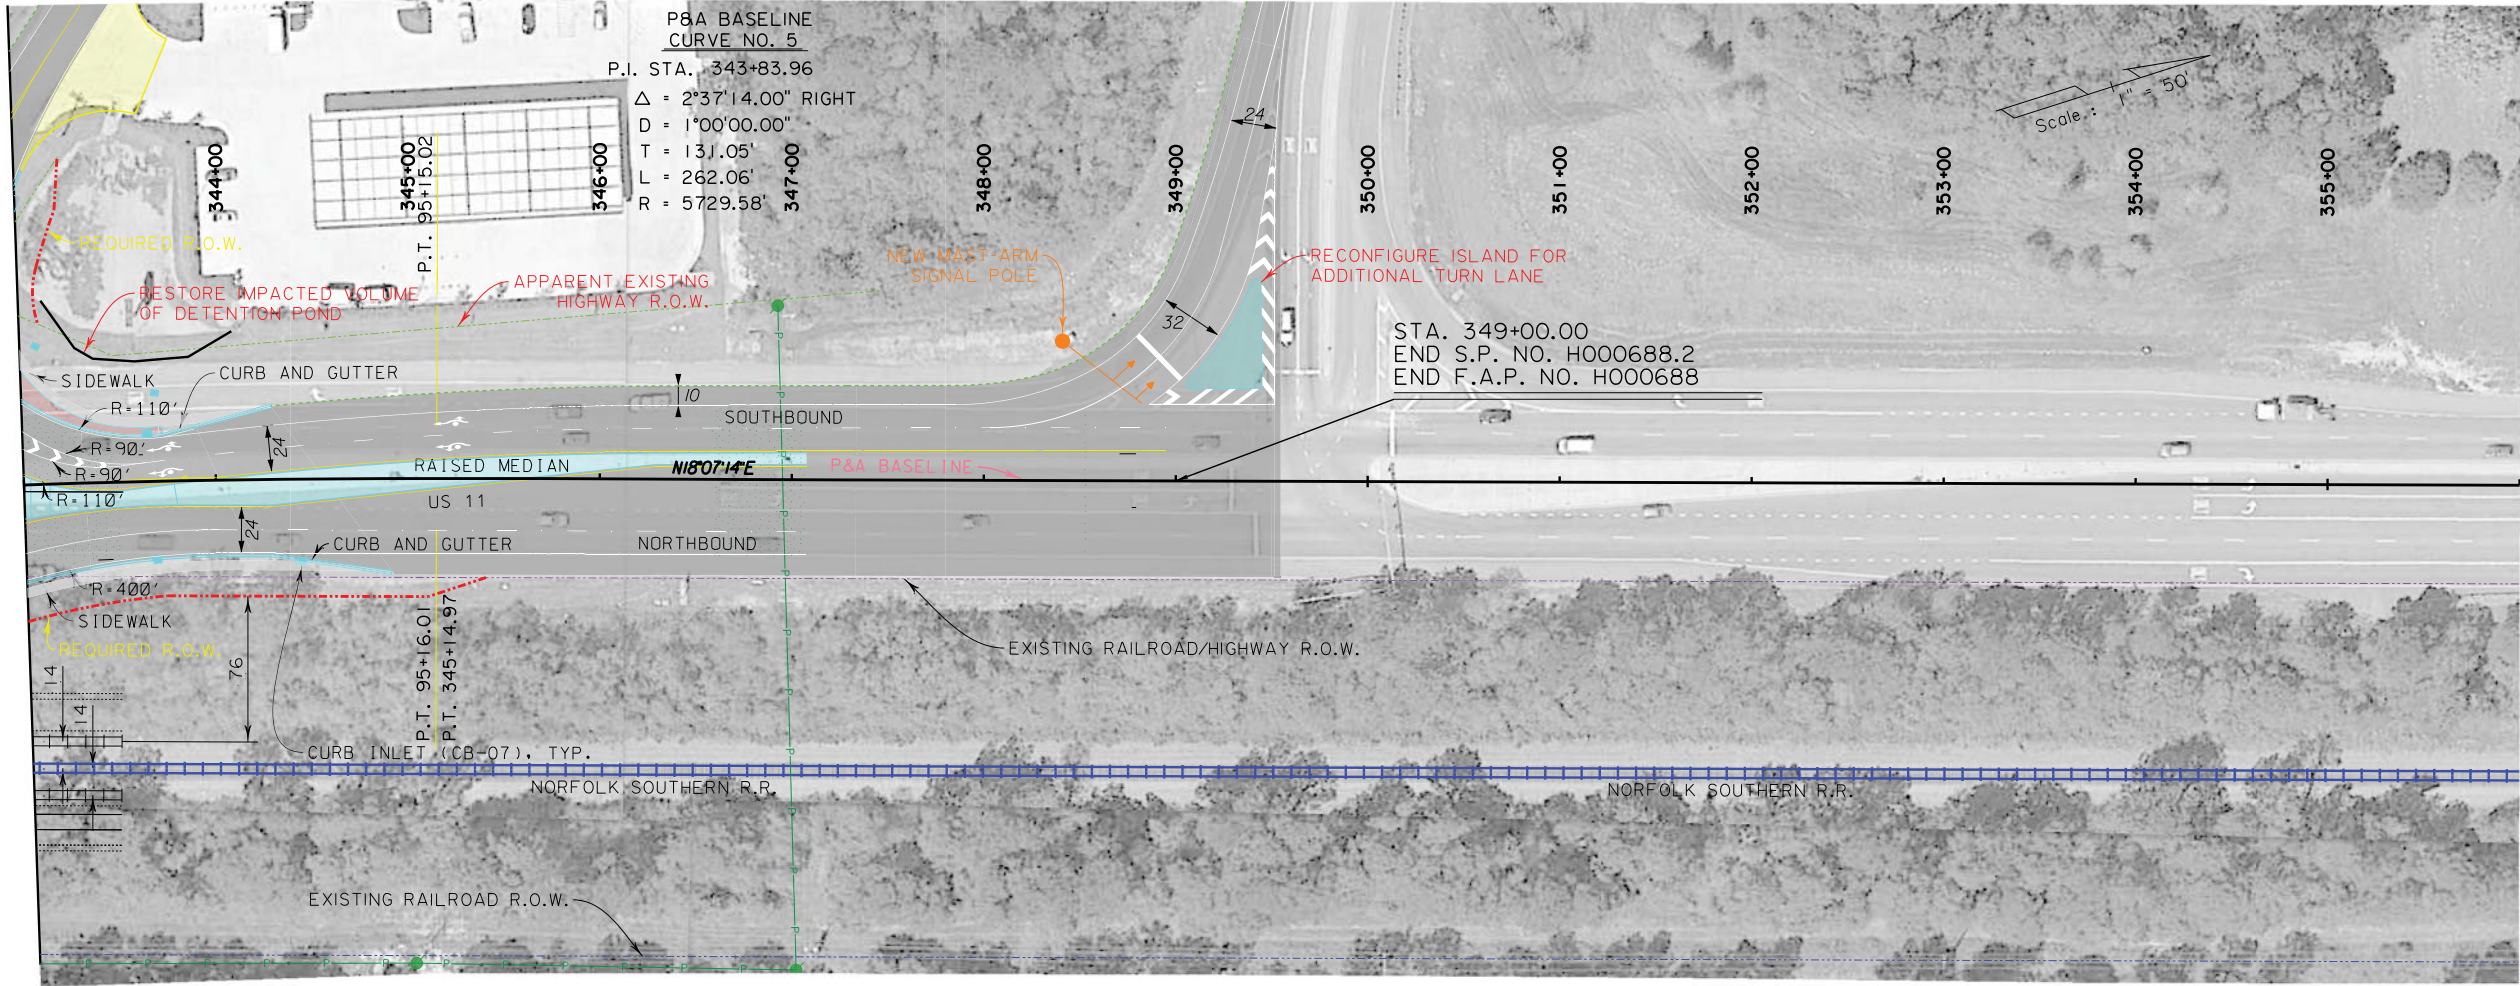 P&A BASELINE
CURVE NO. 5
P.I. STA. 343+83.96
△ = 2°37'14.00" RIGHT
D = 1°00'00.00"
T = 131.05'
L = 262.06'
R = 5729.58'
Scale : 1" = 50'
24
344+00
345+00
P.T. 95+15.02
346+00
347+00
348+00
349+00
350+00
351+00
352+00
353+00
354+00
355+00
REQUIRED R.O.W.
RESTORE IMPACTED VOLUME
OF DETENTION POND
APPARENT EXISTING
HIGHWAY R.O.W.
NEW MAST ARM
SIGNAL POLE
RECONFIGURE ISLAND FOR
ADDITIONAL TURN LANE
32
STA. 349+00.00
END S.P. NO. H000688.2
END F.A.P. NO. H000688
SIDEWALK
CURB AND GUTTER
R=110'
10
SOUTHBOUND
R=90'
24
R=90'
RAISED MEDIAN
N18°07'14"E
P&A BASELINE
R=110'
US 11
24
CURB AND GUTTER
NORTHBOUND
R=400'
SIDEWALK
REQUIRED R.O.W.
14
14
76
P.T. 95+16.01
P.T. 345+14.97
EXISTING RAILROAD/HIGHWAY R.O.W.
CURB INLET (CB-07), TYP.
NORFOLK SOUTHERN R.R.
NORFOLK SOUTHERN R.R.
EXISTING RAILROAD R.O.W.
P P P P P P P P P P P P
P P P P P P P P P P